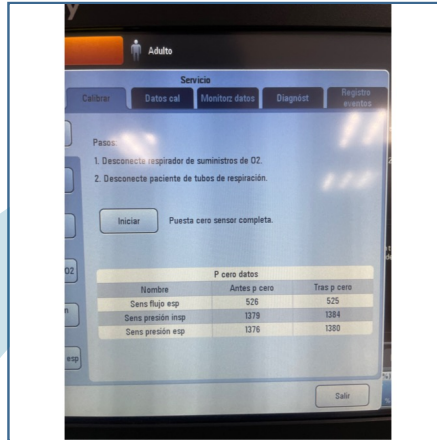 Adulto
Servicio
Calibrar Datos cal Monitorz datos Diagnóst Registro eventos
Pasos:
1. Desconecte respirador de suministros de O2.
2. Desconecte paciente de tubos de respiración.
Iniciar Puesta cero sensor completa.
O2
P cero datos
Nombre Antes p cero Tras p cero
Sens flujo esp 526 525
Sens presión insp 1379 1384
Sens presión esp 1376 1380
esp
Salir